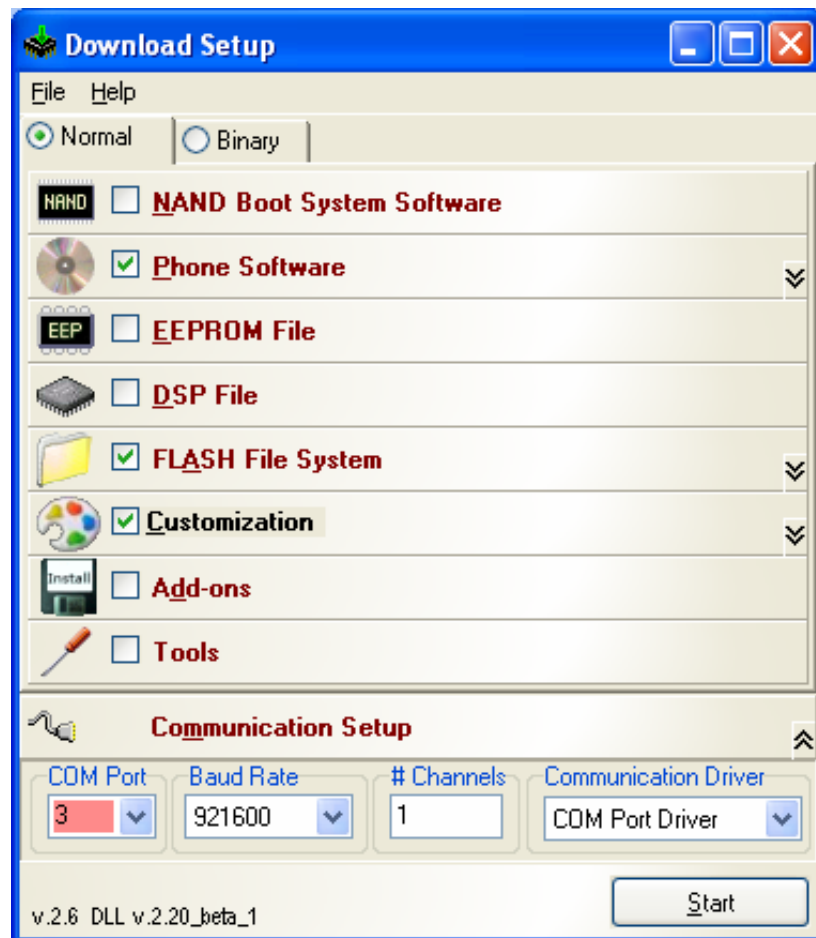 Download Setup
File Help
Normal Binary
NAND NAND Boot System Software
Phone Software
EEP EEPROM File
DSP File
FLASH File System
Customization
Install Add-ons
Tools
Communication Setup
COM Port Baud Rate # Channels Communication Driver
3 921600 1 COM Port Driver
v.2.6 DLL v.2.20_beta_1 Start